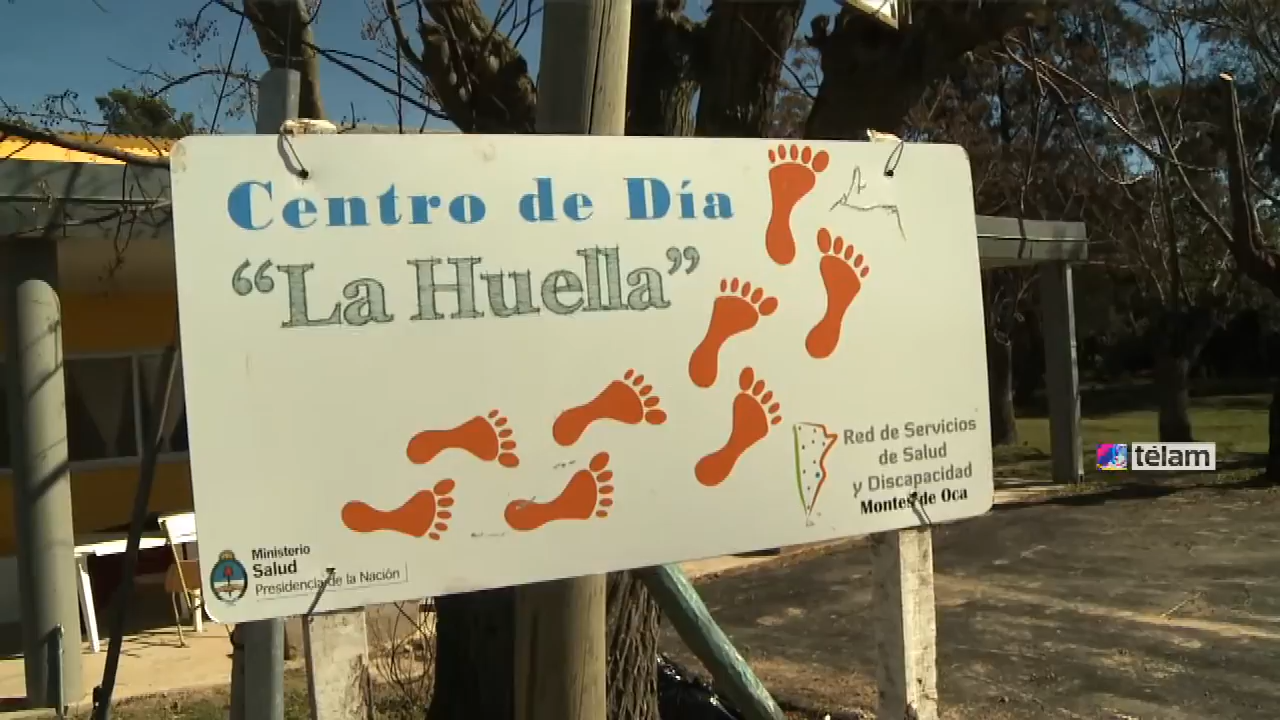 Centro de Día
“La Huella”
Red de Servicios
de Salud
y Discapacidad
Montes de Oca
Ministerio
Salud
Presidencia de la Nación
télam